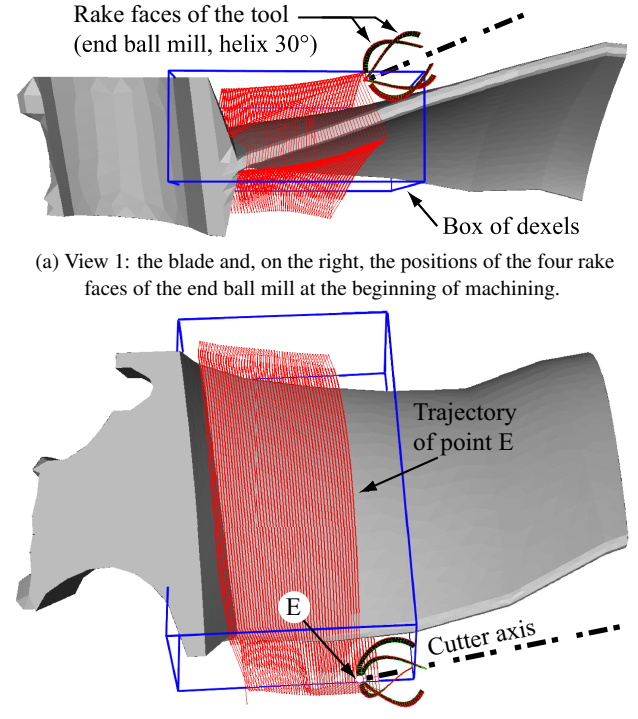 Rake faces of the tool
(end ball mill, helix 30°)
Box of dexels
(a) View 1: the blade and, on the right, the positions of the four rake
faces of the end ball mill at the beginning of machining.
Trajectory
of point E
E
Cutter axis